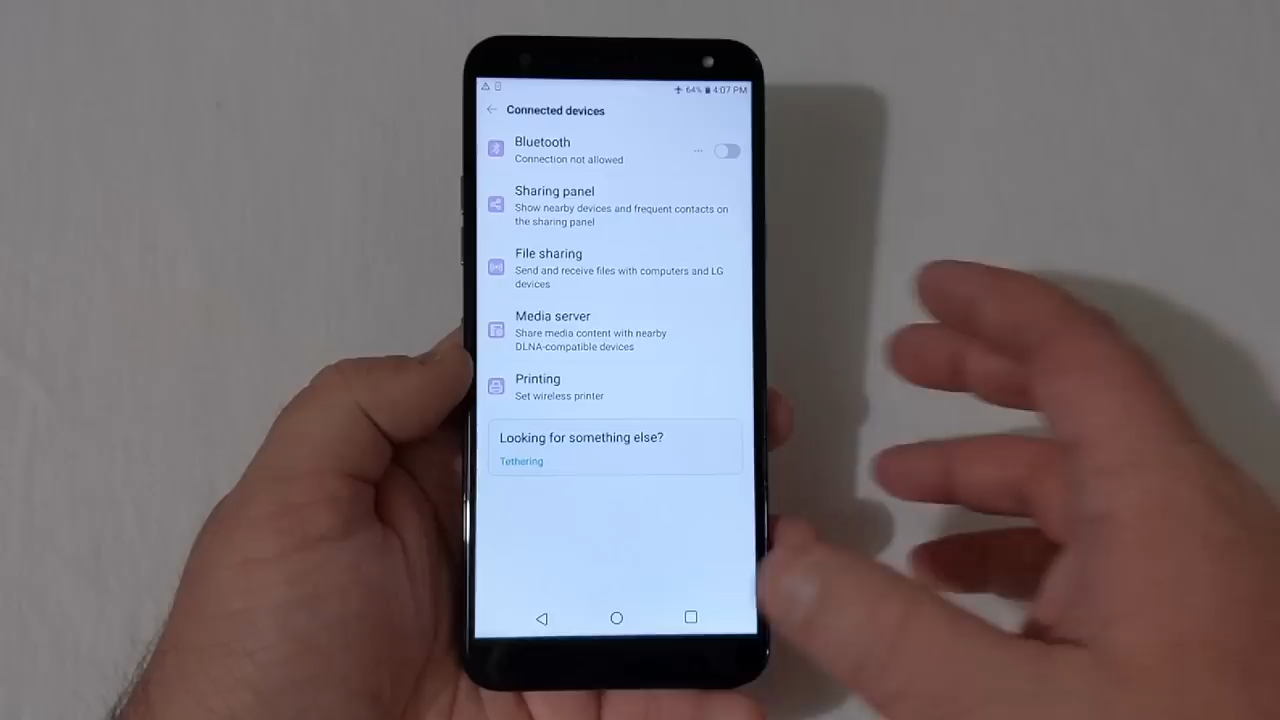 64% 4:07 PM
Connected devices
Bluetooth
Connection not allowed
Sharing panel
Show nearby devices and frequent contacts on
the sharing panel
File sharing
Send and receive files with computers and LG
devices
Media server
Share media content with nearby
DLNA-compatible devices
Printing
Set wireless printer
Looking for something else?
Tethering